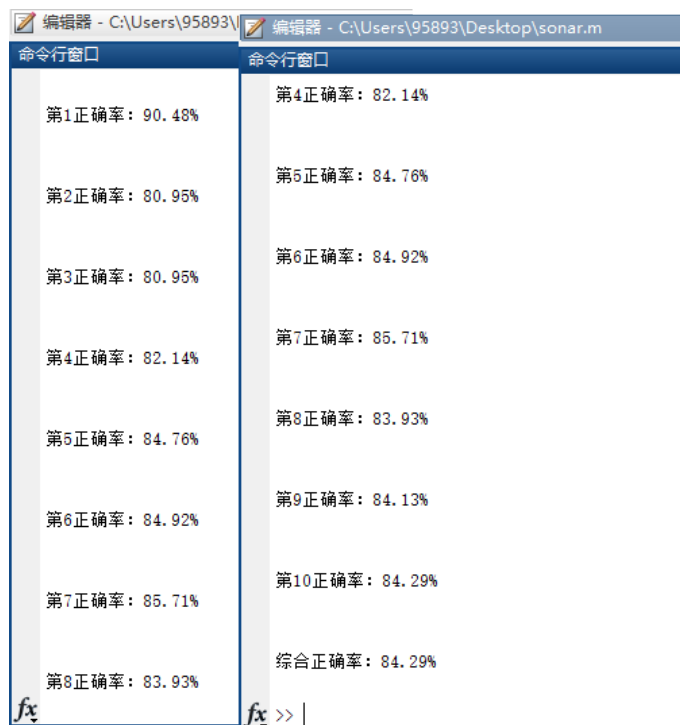 编辑器 - C:\Users\95893\
命令行窗口
第1正确率：90.48%
第2正确率：80.95%
第3正确率：80.95%
第4正确率：82.14%
第5正确率：84.76%
第6正确率：84.92%
第7正确率：85.71%
第8正确率：83.93%
fx
编辑器 - C:\Users\95893\Desktop\sonar.m
命令行窗口
第4正确率：82.14%
第5正确率：84.76%
第6正确率：84.92%
第7正确率：85.71%
第8正确率：83.93%
第9正确率：84.13%
第10正确率：84.29%
综合正确率：84.29%
fx >>